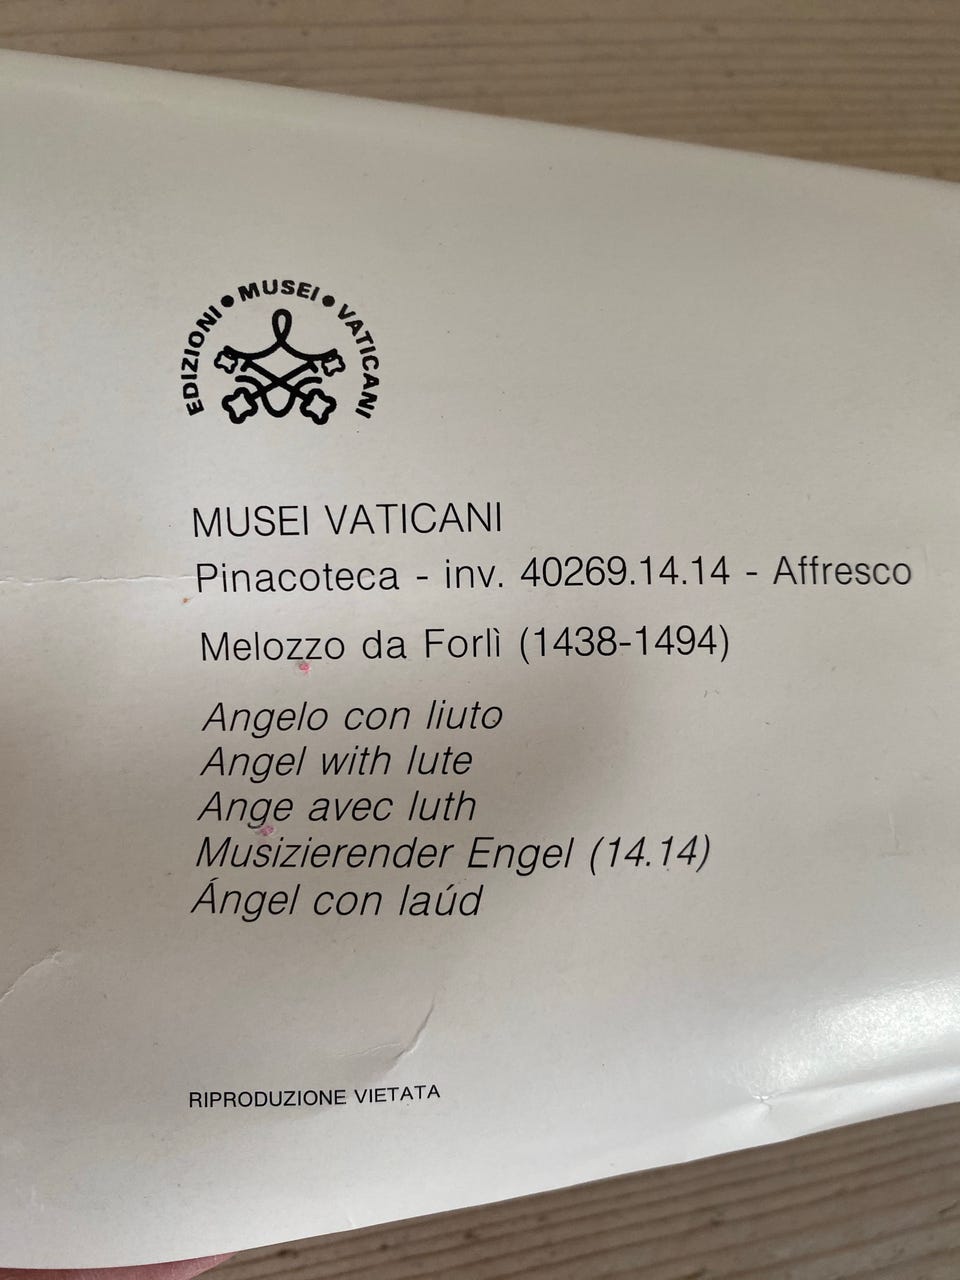 EDIZIONI • MUSEI • VATICANI
MUSEI VATICANI
Pinacoteca - inv. 40269.14.14 - Affresco
Melozzo da Forlì (1438-1494)
Angelo con liuto
Angel with lute
Ange avec luth
Musizierender Engel (14.14)
Ángel con laúd
RIPRODUZIONE VIETATA